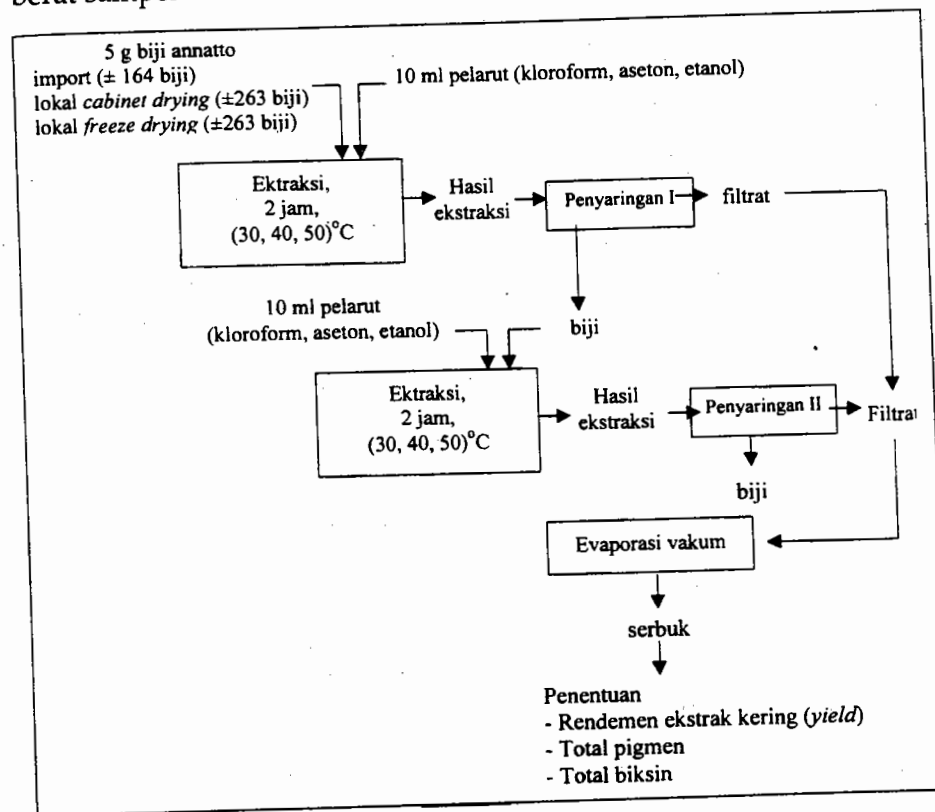 5 g biji annatto
import (± 164 biji)
lokal cabinet drying (±263 biji)
lokal freeze drying (±263 biji)
10 ml pelarut (kloroform, aseton, etanol)
Ektraksi,
2 jam,
(30, 40, 50)°C
Hasil
ekstraksi
Penyaringan I
filtrat
biji
10 ml pelarut
(kloroform, aseton, etanol)
Ektraksi,
2 jam,
(30, 40, 50)°C
Hasil
ekstraksi
Penyaringan II
Filtrat
biji
Evaporasi vakum
serbuk
Penentuan
- Rendemen ekstrak kering (yield)
- Total pigmen
- Total biksin